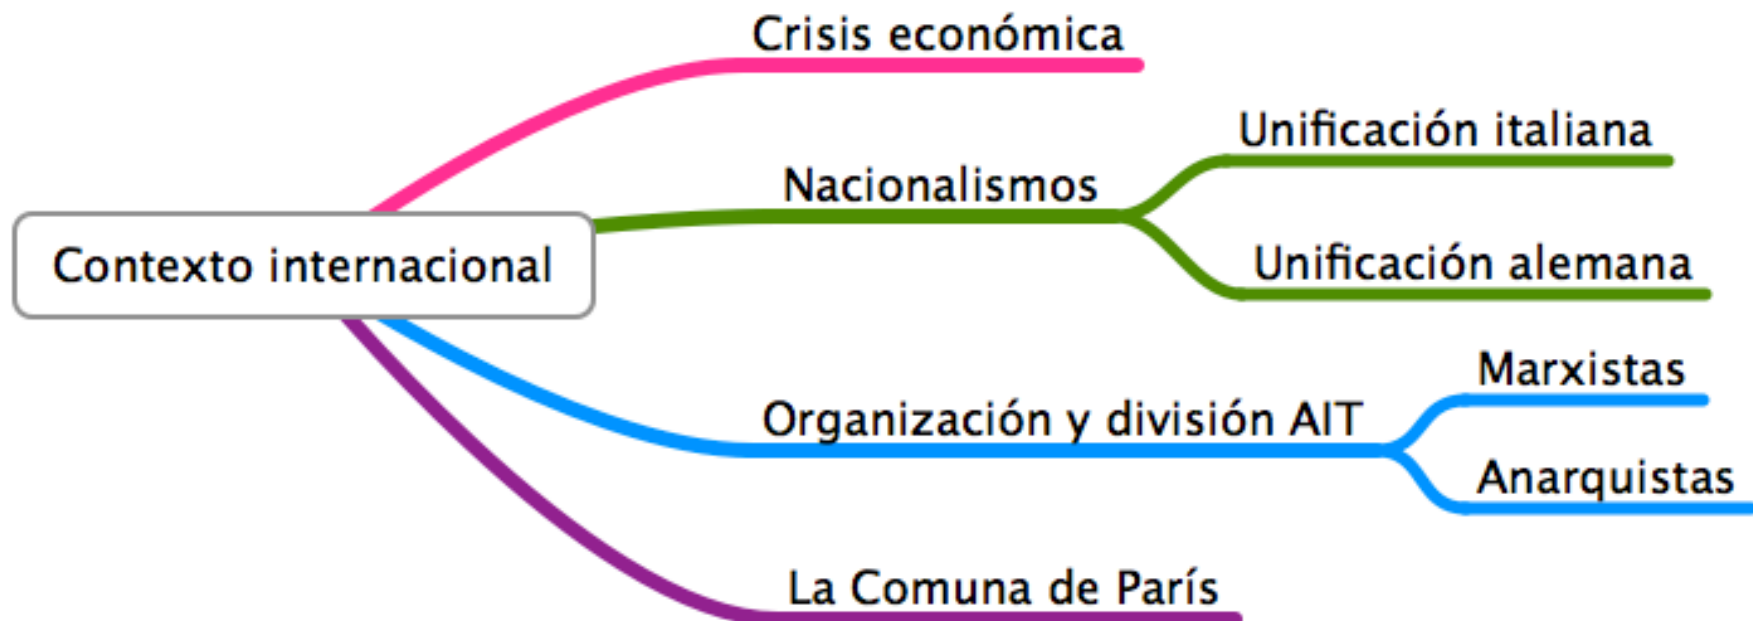 Crisis económica
Unificación italiana
Nacionalismos
Unificación alemana
Contexto internacional
Marxistas
Organización y división AIT
Anarquistas
La Comuna de París